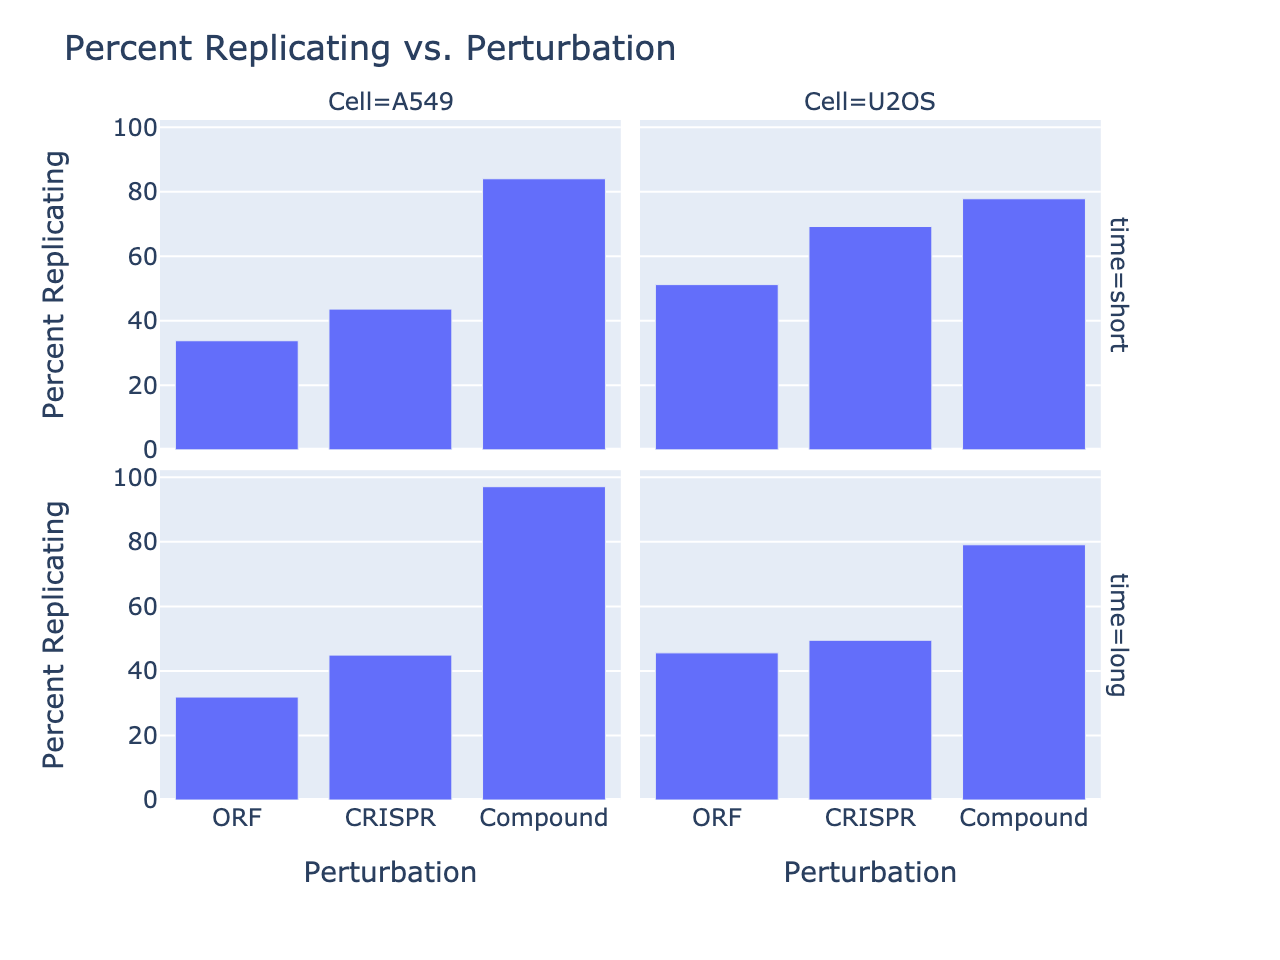 Percent Replicating vs. Perturbation
Cell=A549
Cell=U2OS
Percent Replicating
100
80
60
40
20
0
time=short
Percent Replicating
100
80
60
40
20
0
time=long
ORF CRISPR Compound
ORF CRISPR Compound
Perturbation
Perturbation